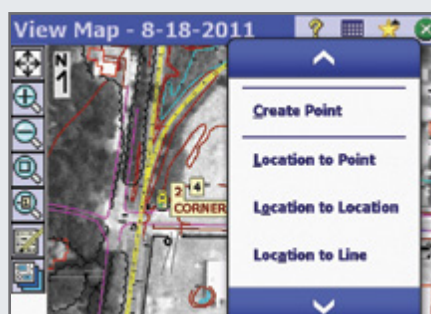 View Map - 8-18-2011
N
1
Create Point
Location to Point
2 4
CORNER
Location to Location
Location to Line